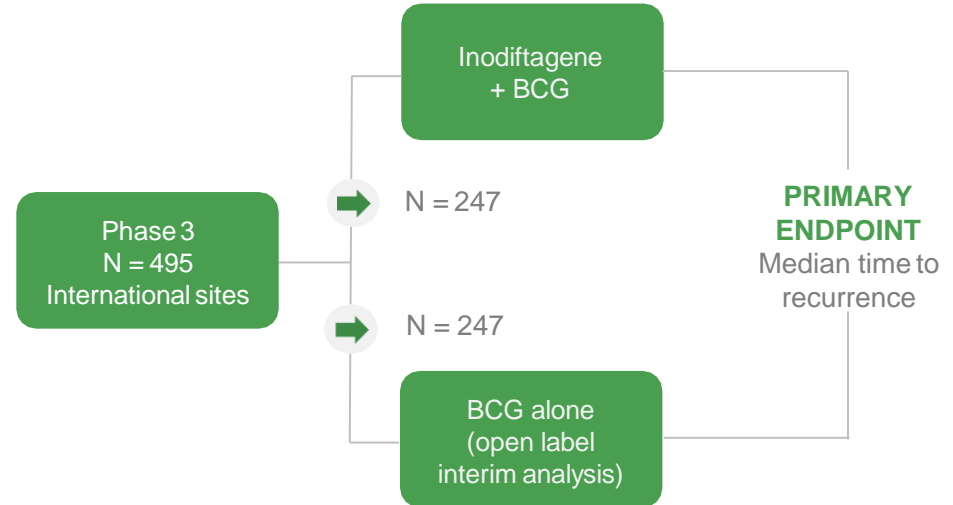 Inodiftagene
+ BCG
N = 247
Phase 3
N = 495
International sites
N = 247
BCG alone
(open label
interim analysis)
PRIMARY
ENDPOINT
Median time to
recurrence